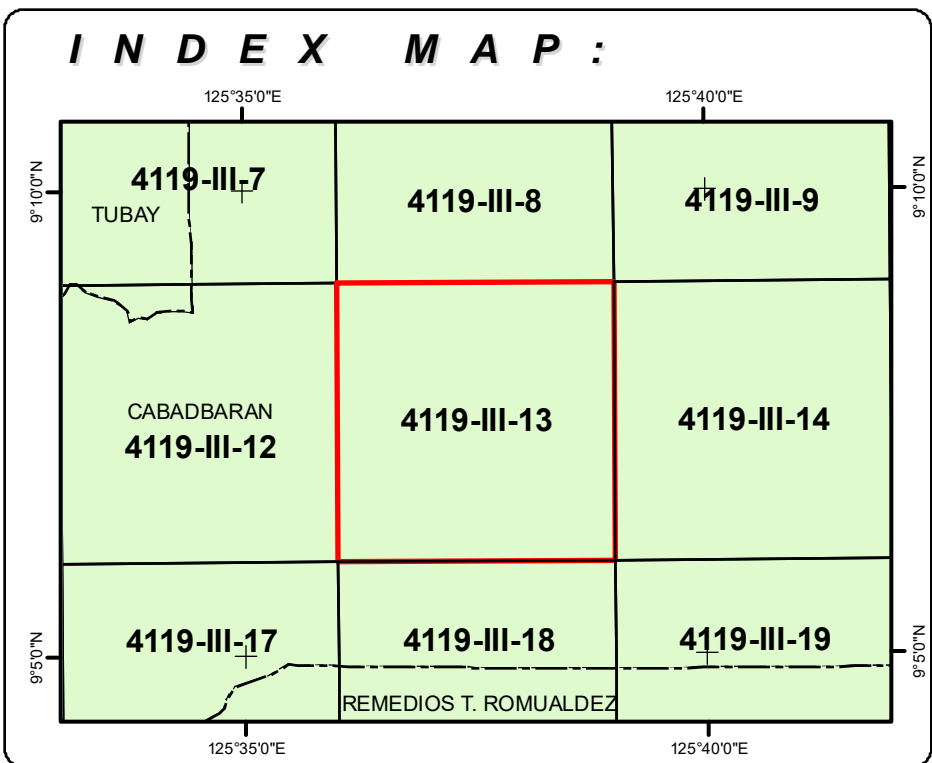 INDEX MAP:
125°35'0"E 125°40'0"E
9°10'0"N 9°10'0"N
4119-III-7 4119-III-8 4119-III-9
TUBAY
CABADBARAN
4119-III-12 4119-III-13 4119-III-14
4119-III-17 4119-III-18 4119-III-19
9°5'0"N 9°5'0"N
REMEDIOS T. ROMUALDEZ
125°35'0"E 125°40'0"E